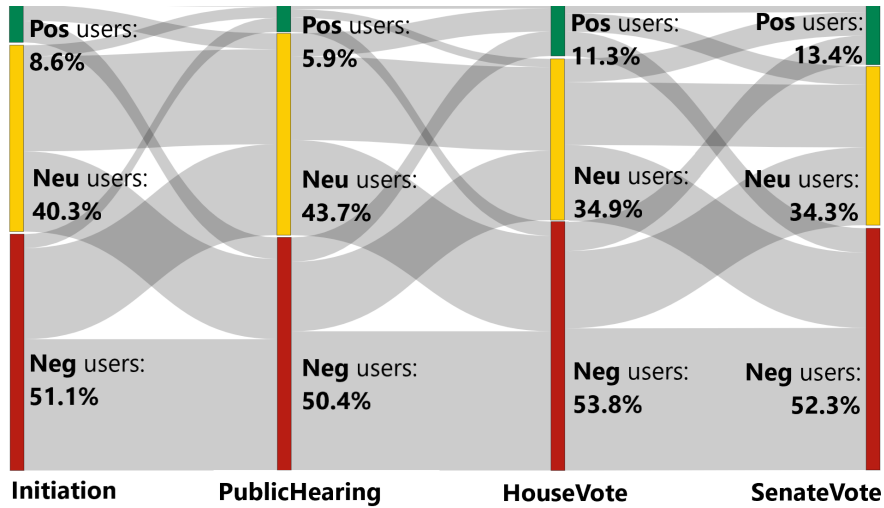 Pos users:
8.6%
Neu users:
40.3%
Neg users:
51.1%
Initiation
Pos users:
5.9%
Neu users:
43.7%
Neg users:
50.4%
PublicHearing
Pos users:
11.3%
Neu users:
34.9%
Neg users:
53.8%
HouseVote
Pos users:
13.4%
Neu users:
34.3%
Neg users:
52.3%
SenateVote